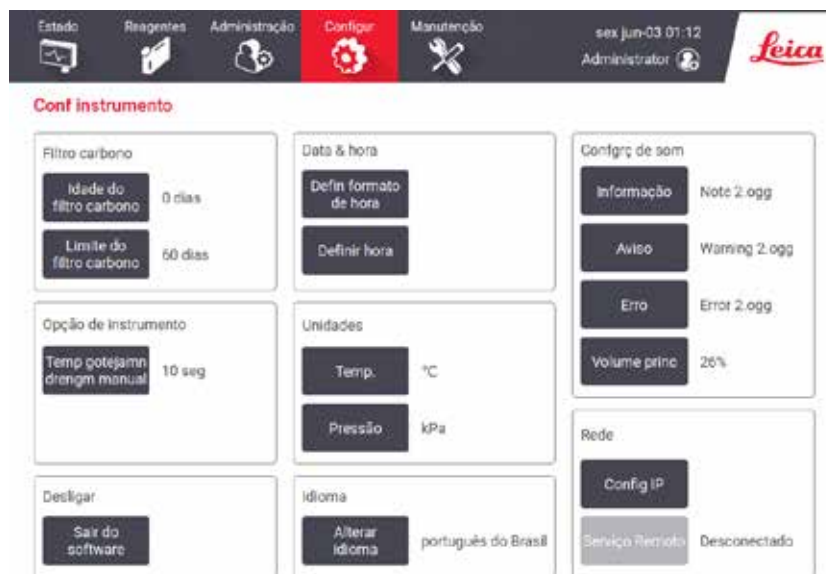 Estado Reagentes Administração Configur Manutenção sex jun-03 01:12
Administrator
Leica
Conf instrumento
Filtro carbono
Idade do
filtro carbono
0 dias
Limite do
filtro carbono
60 dias
Opção de Instrumento
Temp gotejamn
drengm manual
10 seg
Desligar
Sair do
software
Data & hora
Defin formato
de hora
Definir hora
Unidades
Temp. °C
Pressão kPa
Idioma
Alterar
idioma
português do Brasil
Confgrç de som
Informação Note 2.ogg
Aviso Warning 2.ogg
Erro Error 2.ogg
Volume princ 26%
Rede
Config IP
Serviço Remoto Desconectado